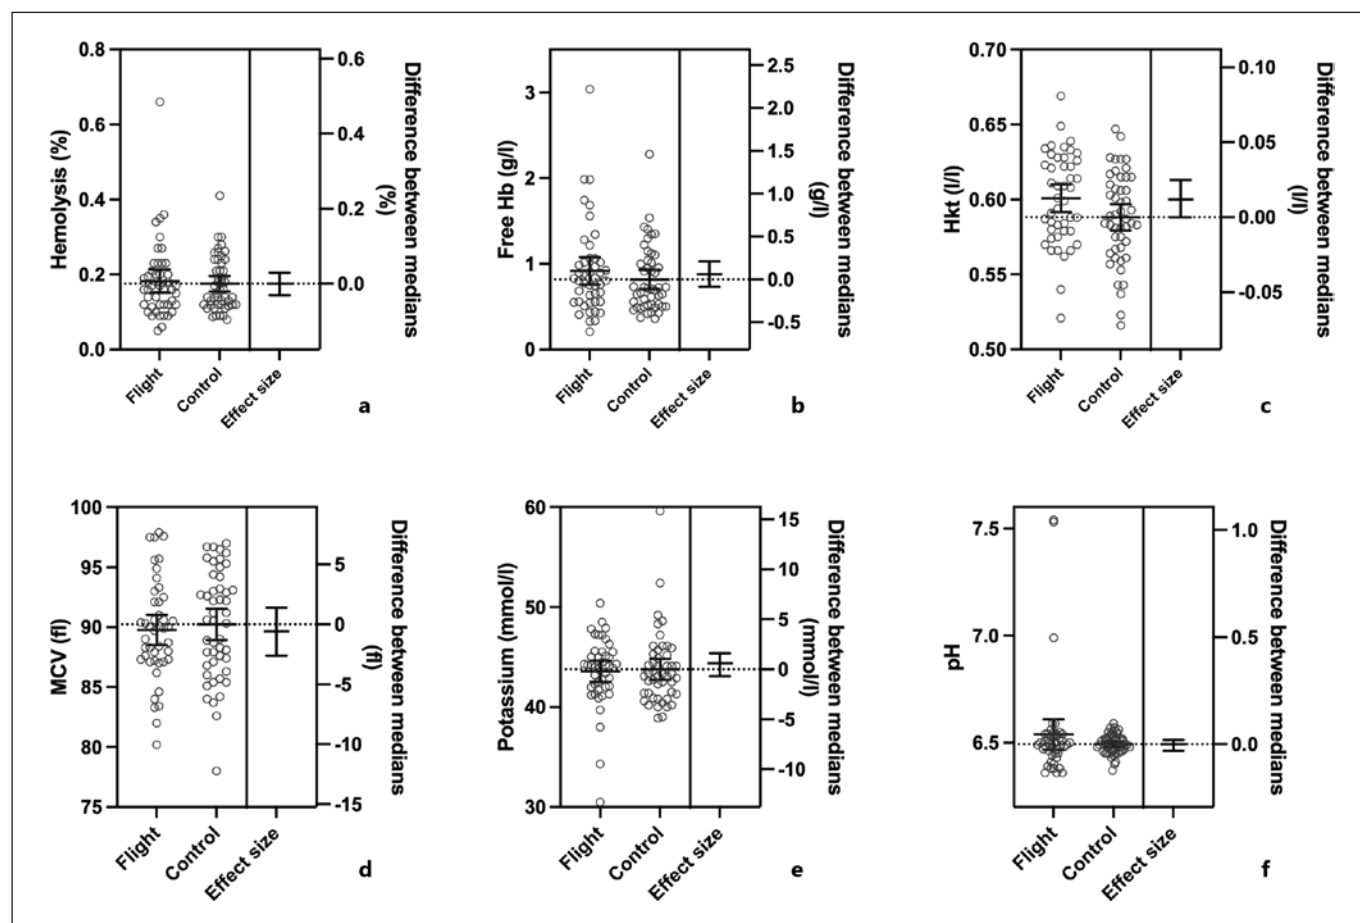 0.8
0.6
0.4
0.2
0.0
Hemolysis (%)
Flight
Control
Effect size
0.6
0.4
0.2
0.0
Difference between medians
(%)
a
3
2
1
0
Free Hb (g/l)
Flight
Control
Effect size
2.5
2.0
1.5
1.0
0.5
0.0
-0.5
Difference between medians
(g/l)
b
0.70
0.65
0.60
0.55
0.50
Hkt (l/l)
Flight
Control
Effect size
0.10
0.05
0.00
-0.05
Difference between medians
(l/l)
c
100
95
90
85
80
75
MCV (fl)
Flight
Control
Effect size
5
0
-5
-10
-15
Difference between medians
(fl)
d
60
50
40
30
Potassium (mmol/l)
Flight
Control
Effect size
15
10
5
0
-5
-10
Difference between medians
(mmol/l)
e
7.5
7.0
6.5
pH
Flight
Control
Effect size
1.0
0.5
0.0
Difference between medians
f